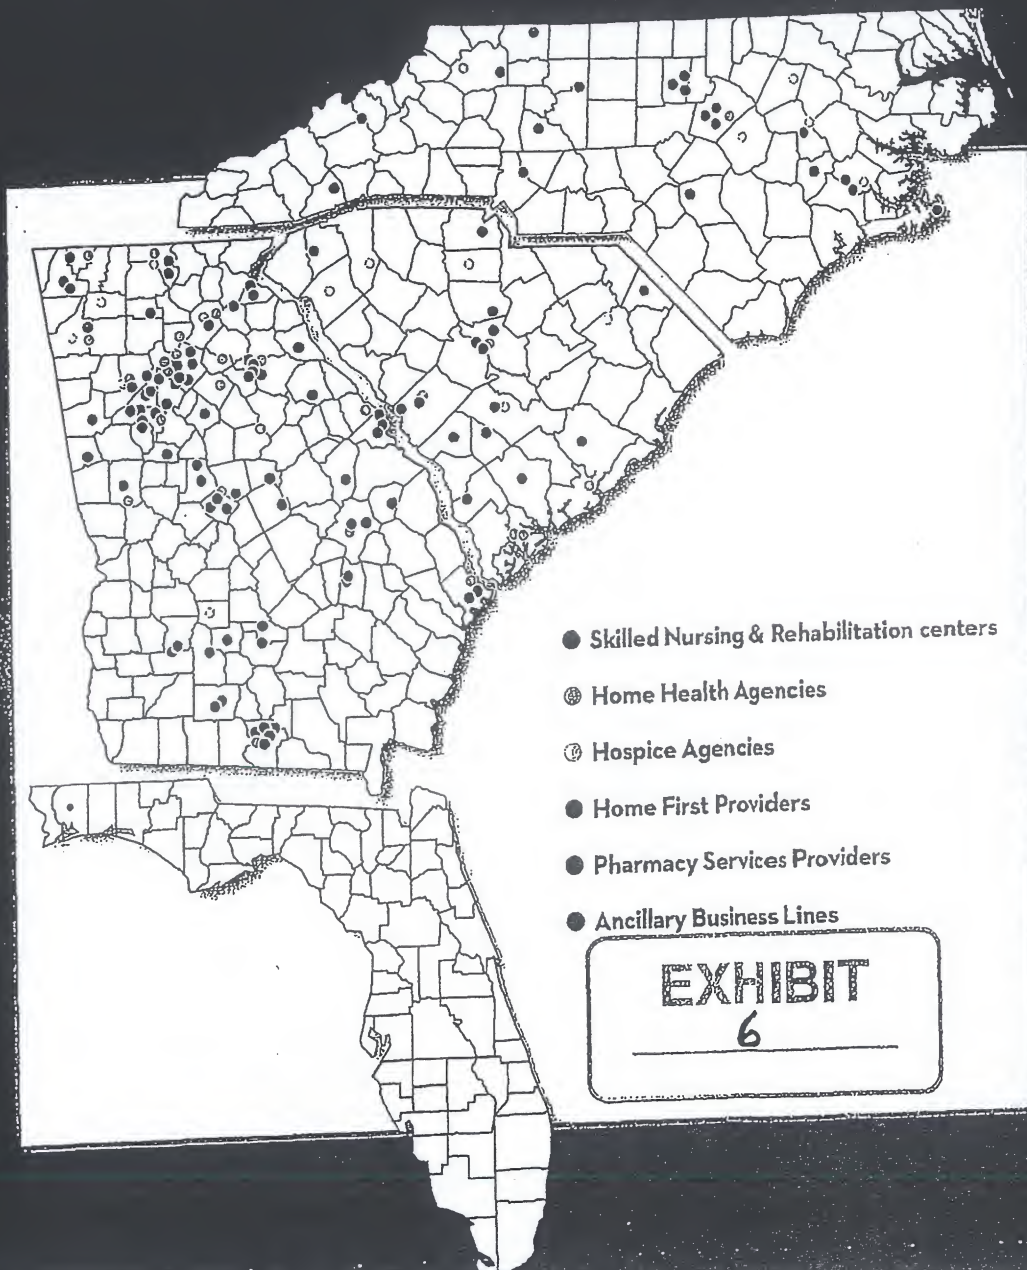 Skilled Nursing & Rehabilitation centers
Home Health Agencies
Hospice Agencies
Home First Providers
Pharmacy Services Providers
Ancillary Business Lines
EXHIBIT
6